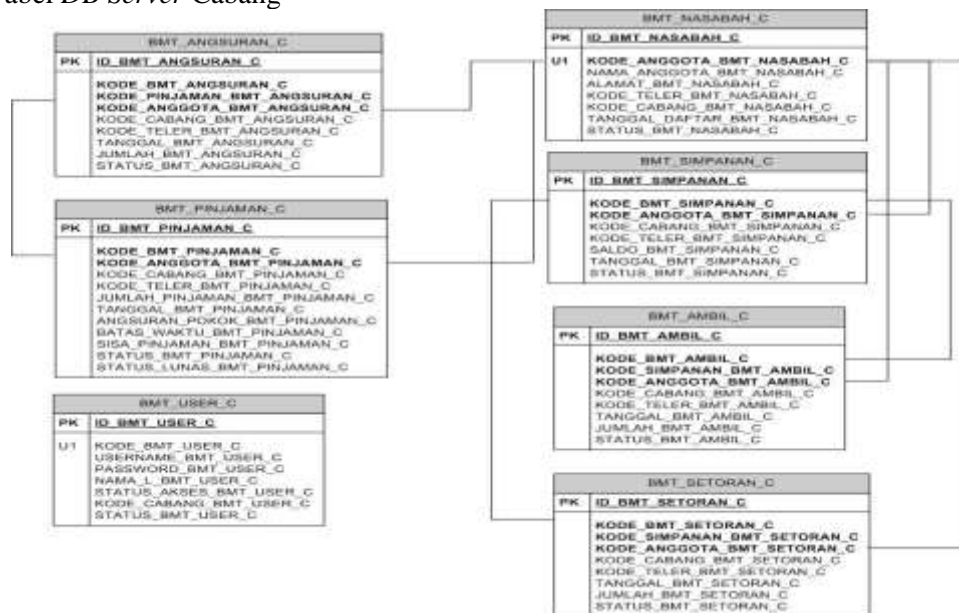 abel DB Server Cabang
BMT_ANGSURAN_C
PK ID_BMT_ANGSURAN_C
KODE_BMT_ANGSURAN_C
KODE_PINJAMAN_BMT_ANGSURAN_C
KODE_ANGGOTA_BMT_ANGSURAN_C
KODE_CABANG_BMT_ANGSURAN_C
KODE_TELER_BMT_ANGSURAN_C
TANGGAL_BMT_ANGSURAN_C
JUMLAH_BMT_ANGSURAN_C
STATUS_BMT_ANGSURAN_C
BMT_PINJAMAN_C
PK ID_BMT_PINJAMAN_C
KODE_BMT_PINJAMAN_C
KODE_ANGGOTA_BMT_PINJAMAN_C
KODE_CABANG_BMT_PINJAMAN_C
KODE_TELER_BMT_PINJAMAN_C
JUMLAH_PINJAMAN_BMT_PINJAMAN_C
TANGGAL_BMT_PINJAMAN_C
ANGSURAN_POKOK_BMT_PINJAMAN_C
BATAS_WAKTU_BMT_PINJAMAN_C
SISA_PINJAMAN_BMT_PINJAMAN_C
STATUS_BMT_PINJAMAN_C
STATUS_LUNAS_BMT_PINJAMAN_C
BMT_USER_C
PK ID_BMT_USER_C
U1 KODE_BMT_USER_C
USERNAME_BMT_USER_C
PASSWORD_BMT_USER_C
NAMA_L_BMT_USER_C
STATUS_AKSES_BMT_USER_C
KODE_CABANG_BMT_USER_C
STATUS_BMT_USER_C
BMT_NASABAH_C
PK ID_BMT_NASABAH_C
U1 KODE_ANGGOTA_BMT_NASABAH_C
NAMA_ANGGOTA_BMT_NASABAH_C
ALAMAT_BMT_NASABAH_C
KODE_TELER_BMT_NASABAH_C
KODE_CABANG_BMT_NASABAH_C
TANGGAL_DAFTAR_BMT_NASABAH_C
STATUS_BMT_NASABAH_C
BMT_SIMPANAN_C
PK ID_BMT_SIMPANAN_C
KODE_BMT_SIMPANAN_C
KODE_ANGGOTA_BMT_SIMPANAN_C
KODE_CABANG_BMT_SIMPANAN_C
KODE_TELER_BMT_SIMPANAN_C
SALDO_BMT_SIMPANAN_C
TANGGAL_BMT_SIMPANAN_C
STATUS_BMT_SIMPANAN_C
BMT_AMBIL_C
PK ID_BMT_AMBIL_C
KODE_BMT_AMBIL_C
KODE_SIMPANAN_BMT_AMBIL_C
KODE_ANGGOTA_BMT_AMBIL_C
KODE_CABANG_BMT_AMBIL_C
KODE_TELER_BMT_AMBIL_C
TANGGAL_BMT_AMBIL_C
JUMLAH_BMT_AMBIL_C
STATUS_BMT_AMBIL_C
BMT_SETORAN_C
PK ID_BMT_SETORAN_C
KODE_BMT_SETORAN_C
KODE_SIMPANAN_BMT_SETORAN_C
KODE_ANGGOTA_BMT_SETORAN_C
KODE_CABANG_BMT_SETORAN_C
KODE_TELER_BMT_SETORAN_C
TANGGAL_BMT_SETORAN_C
JUMLAH_BMT_SETORAN_C
STATUS_BMT_SETORAN_C